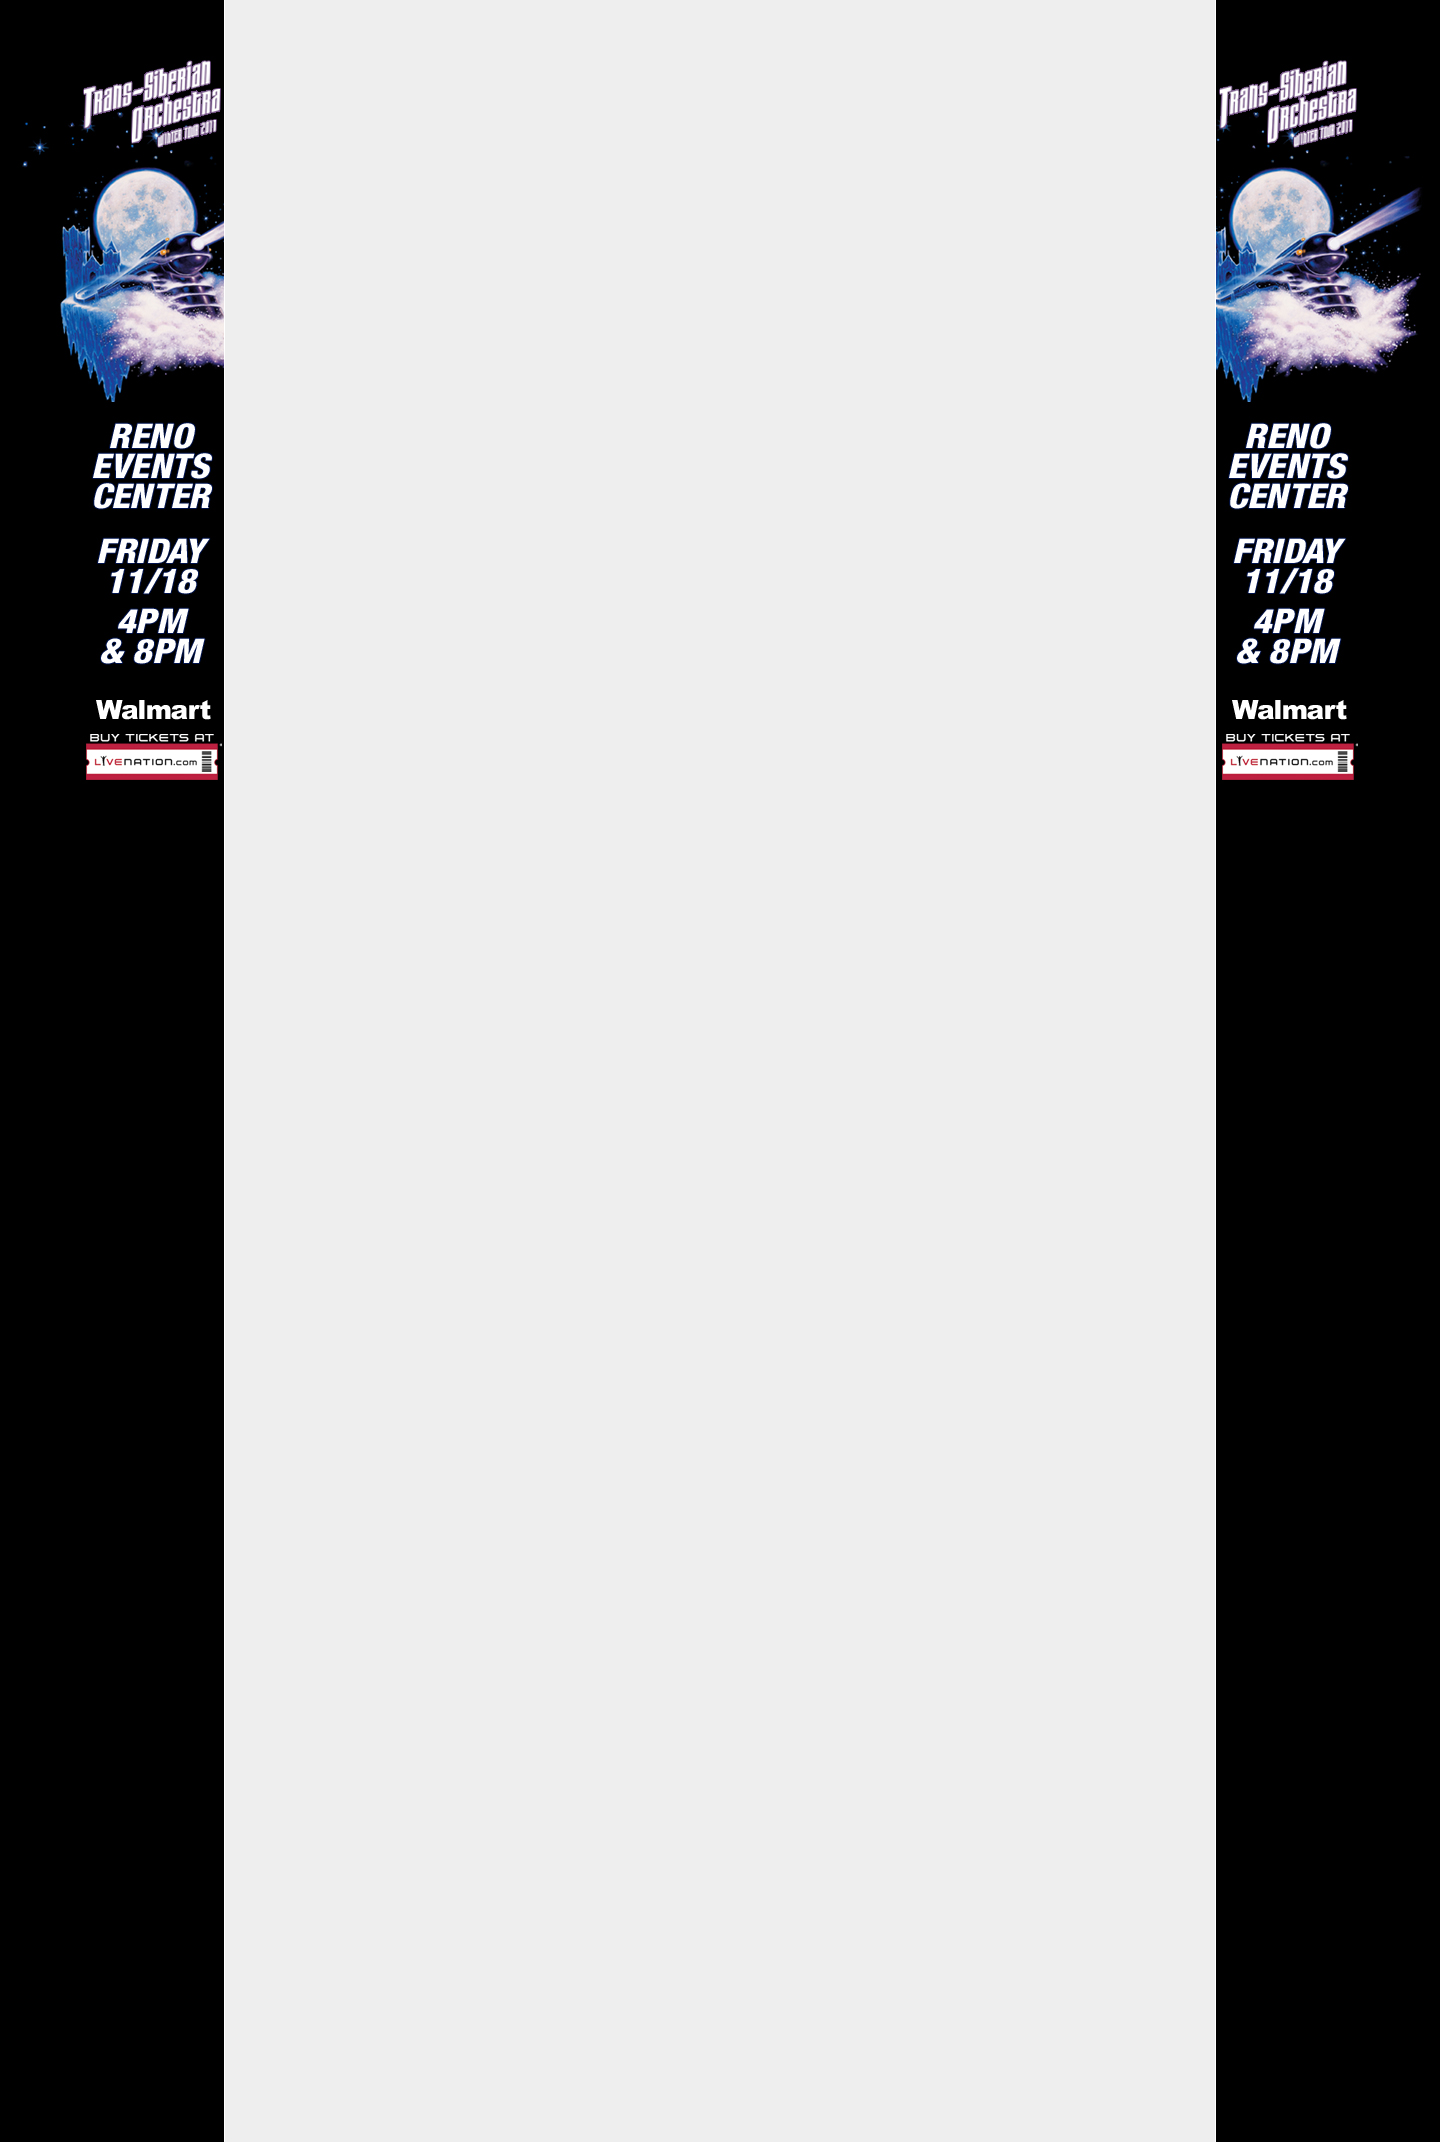 Trans-Siberian
Orchestra
Winter Tour 2011
RENO
EVENTS
CENTER
FRIDAY
11/18
4PM
& 8PM
Walmart
BUY TICKETS AT
LIVENATION.com
Trans-Siberian
Orchestra
Winter Tour 2011
RENO
EVENTS
CENTER
FRIDAY
11/18
4PM
& 8PM
Walmart
BUY TICKETS AT
LIVENATION.com